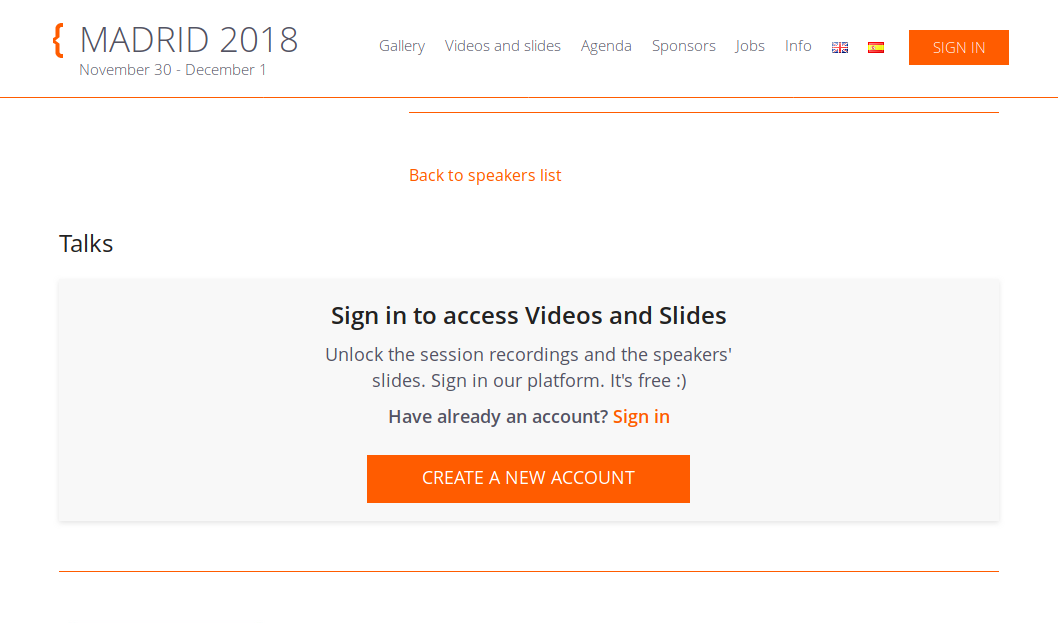 { MADRID 2018
November 30 - December 1
Gallery Videos and slides Agenda Sponsors Jobs Info SIGN IN
Back to speakers list
Talks
Sign in to access Videos and Slides
Unlock the session recordings and the speakers'
slides. Sign in our platform. It's free :)
Have already an account? Sign in
CREATE A NEW ACCOUNT